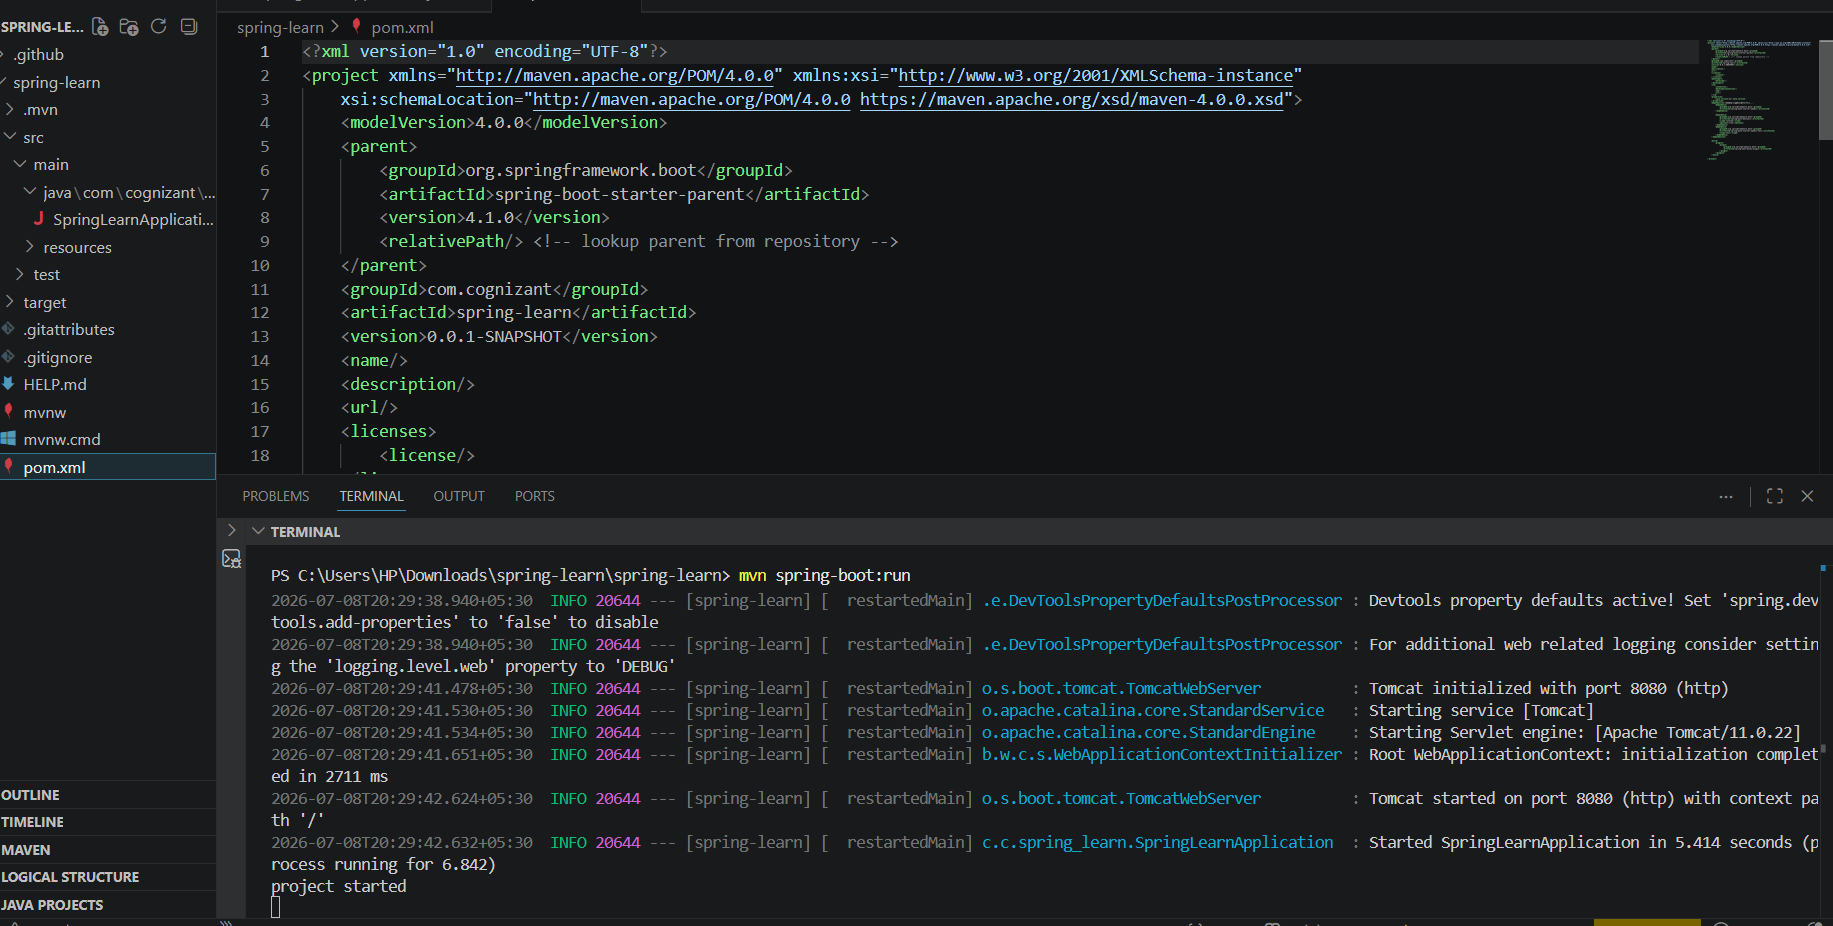 SPRING-LE...
.github
spring-learn
.mvn
src
main
java\com\cognizant\...
J SpringLearnApplicati...
resources
test
target
.gitattributes
.gitignore
HELP.md
mvnw
mvnw.cmd
pom.xml
OUTLINE
TIMELINE
MAVEN
LOGICAL STRUCTURE
JAVA PROJECTS
spring-learn > pom.xml
1 <?xml version="1.0" encoding="UTF-8"?>
2 <project xmlns="http://maven.apache.org/POM/4.0.0" xmlns:xsi="http://www.w3.org/2001/XMLSchema-instance"
3 xsi:schemaLocation="http://maven.apache.org/POM/4.0.0 https://maven.apache.org/xsd/maven-4.0.0.xsd">
4 <modelVersion>4.0.0</modelVersion>
5 <parent>
6 <groupId>org.springframework.boot</groupId>
7 <artifactId>spring-boot-starter-parent</artifactId>
8 <version>4.1.0</version>
9 <relativePath/> <!-- lookup parent from repository -->
10 </parent>
11 <groupId>com.cognizant</groupId>
12 <artifactId>spring-learn</artifactId>
13 <version>0.0.1-SNAPSHOT</version>
14 <name/>
15 <description/>
16 <url/>
17 <licenses>
18 <license/>
PROBLEMS TERMINAL OUTPUT PORTS
TERMINAL
PS C:\Users\HP\Downloads\spring-learn\spring-learn> mvn spring-boot:run
2026-07-08T20:29:38.940+05:30 INFO 20644 --- [spring-learn] [ restartedMain] .e.DevToolsPropertyDefaultsPostProcessor : Devtools property defaults active! Set 'spring.dev
tools.add-properties' to 'false' to disable
2026-07-08T20:29:38.940+05:30 INFO 20644 --- [spring-learn] [ restartedMain] .e.DevToolsPropertyDefaultsPostProcessor : For additional web related logging consider settin
g the 'logging.level.web' property to 'DEBUG'
2026-07-08T20:29:41.478+05:30 INFO 20644 --- [spring-learn] [ restartedMain] o.s.boot.tomcat.TomcatWebServer : Tomcat initialized with port 8080 (http)
2026-07-08T20:29:41.530+05:30 INFO 20644 --- [spring-learn] [ restartedMain] o.apache.catalina.core.StandardService : Starting service [Tomcat]
2026-07-08T20:29:41.534+05:30 INFO 20644 --- [spring-learn] [ restartedMain] o.apache.catalina.core.StandardEngine : Starting Servlet engine: [Apache Tomcat/11.0.22]
2026-07-08T20:29:41.651+05:30 INFO 20644 --- [spring-learn] [ restartedMain] b.w.c.s.WebApplicationContextInitializer : Root WebApplicationContext: initialization complet
ed in 2711 ms
2026-07-08T20:29:42.624+05:30 INFO 20644 --- [spring-learn] [ restartedMain] o.s.boot.tomcat.TomcatWebServer : Tomcat started on port 8080 (http) with context pa
th '/'
2026-07-08T20:29:42.632+05:30 INFO 20644 --- [spring-learn] [ restartedMain] c.c.spring_learn.SpringLearnApplication : Started SpringLearnApplication in 5.414 seconds (p
rocess running for 6.842)
project started